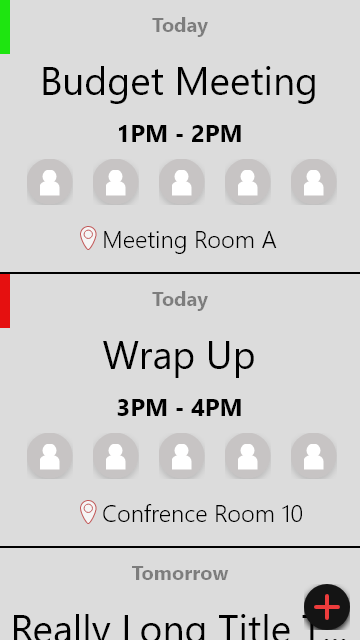 Today
Budget Meeting
1PM - 2PM
Meeting Room A
Today
Wrap Up
3PM - 4PM
Confrence Room 10
Tomorrow
Really Long Title T...